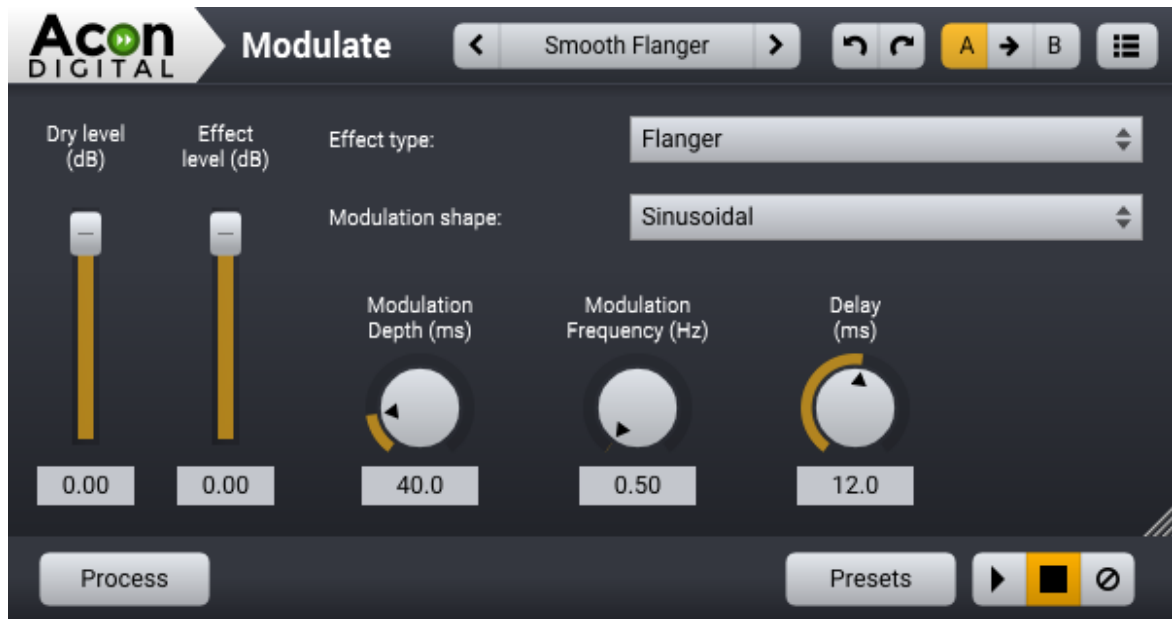 Acon
DIGITAL
Modulate
Smooth Flanger
A
B
Dry level
(dB)
Effect
level (dB)
Effect type:
Flanger
Modulation shape:
Sinusoidal
Modulation
Depth (ms)
Modulation
Frequency (Hz)
Delay
(ms)
0.00
0.00
40.0
0.50
12.0
Process
Presets